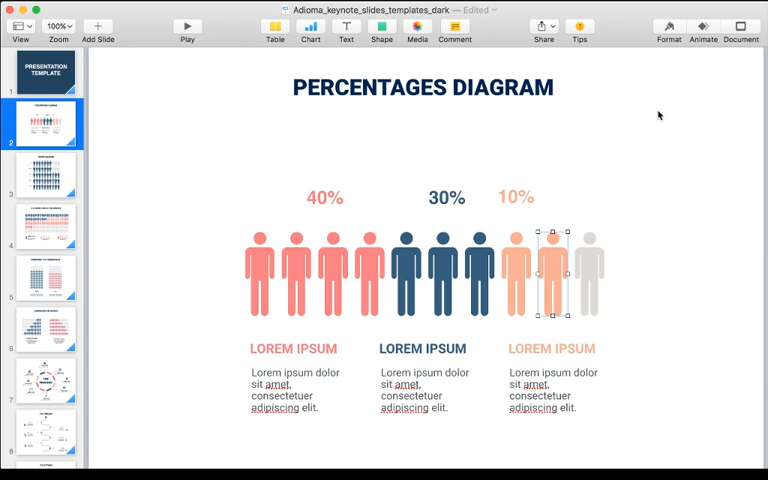 Adioma_keynote_slides_templates_dark — Edited
100%
View
Zoom
Add Slide
Play
Table
Chart
Text
Shape
Media
Comment
Share
Tips
Format
Animate
Document
PRESENTATION
TEMPLATE
1
2
3
4
5
6
7
8
PERCENTAGES DIAGRAM
40%
30%
10%
LOREM IPSUM
LOREM IPSUM
LOREM IPSUM
Lorem ipsum dolor
sit amet,
consectetuer
adipiscing elit.
Lorem ipsum dolor
sit amet,
consectetuer
adipiscing elit.
Lorem ipsum dolor
sit amet,
consectetuer
adipiscing elit.